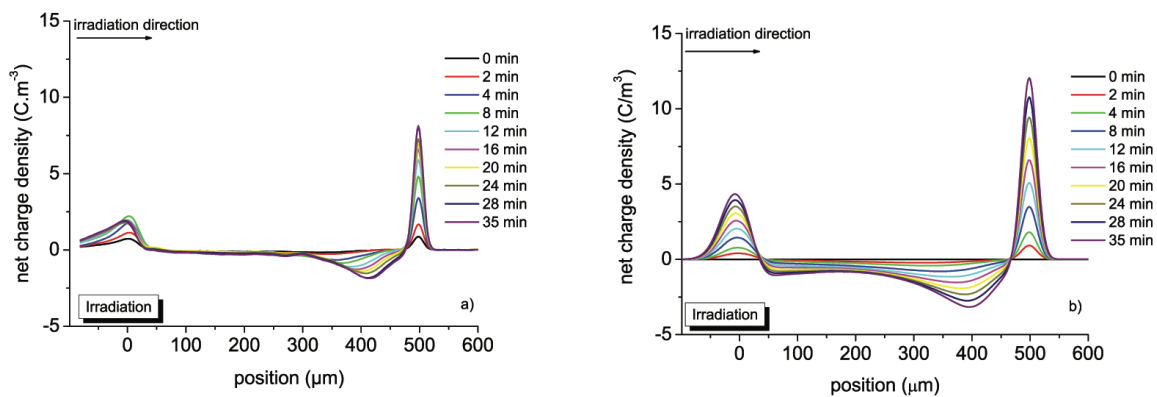 15
10
5
0
-5
net charge density (C.m⁻³)
irradiation direction
0 min
2 min
4 min
8 min
12 min
16 min
20 min
24 min
28 min
35 min
a)
Irradiation
0
100
200
300
400
500
600
position (µm)
15
10
5
0
-5
net charge density (C/m³)
irradiation direction
0 min
2 min
4 min
8 min
12 min
16 min
20 min
24 min
28 min
35 min
b)
Irradiation
0
100
200
300
400
500
600
position (µm)